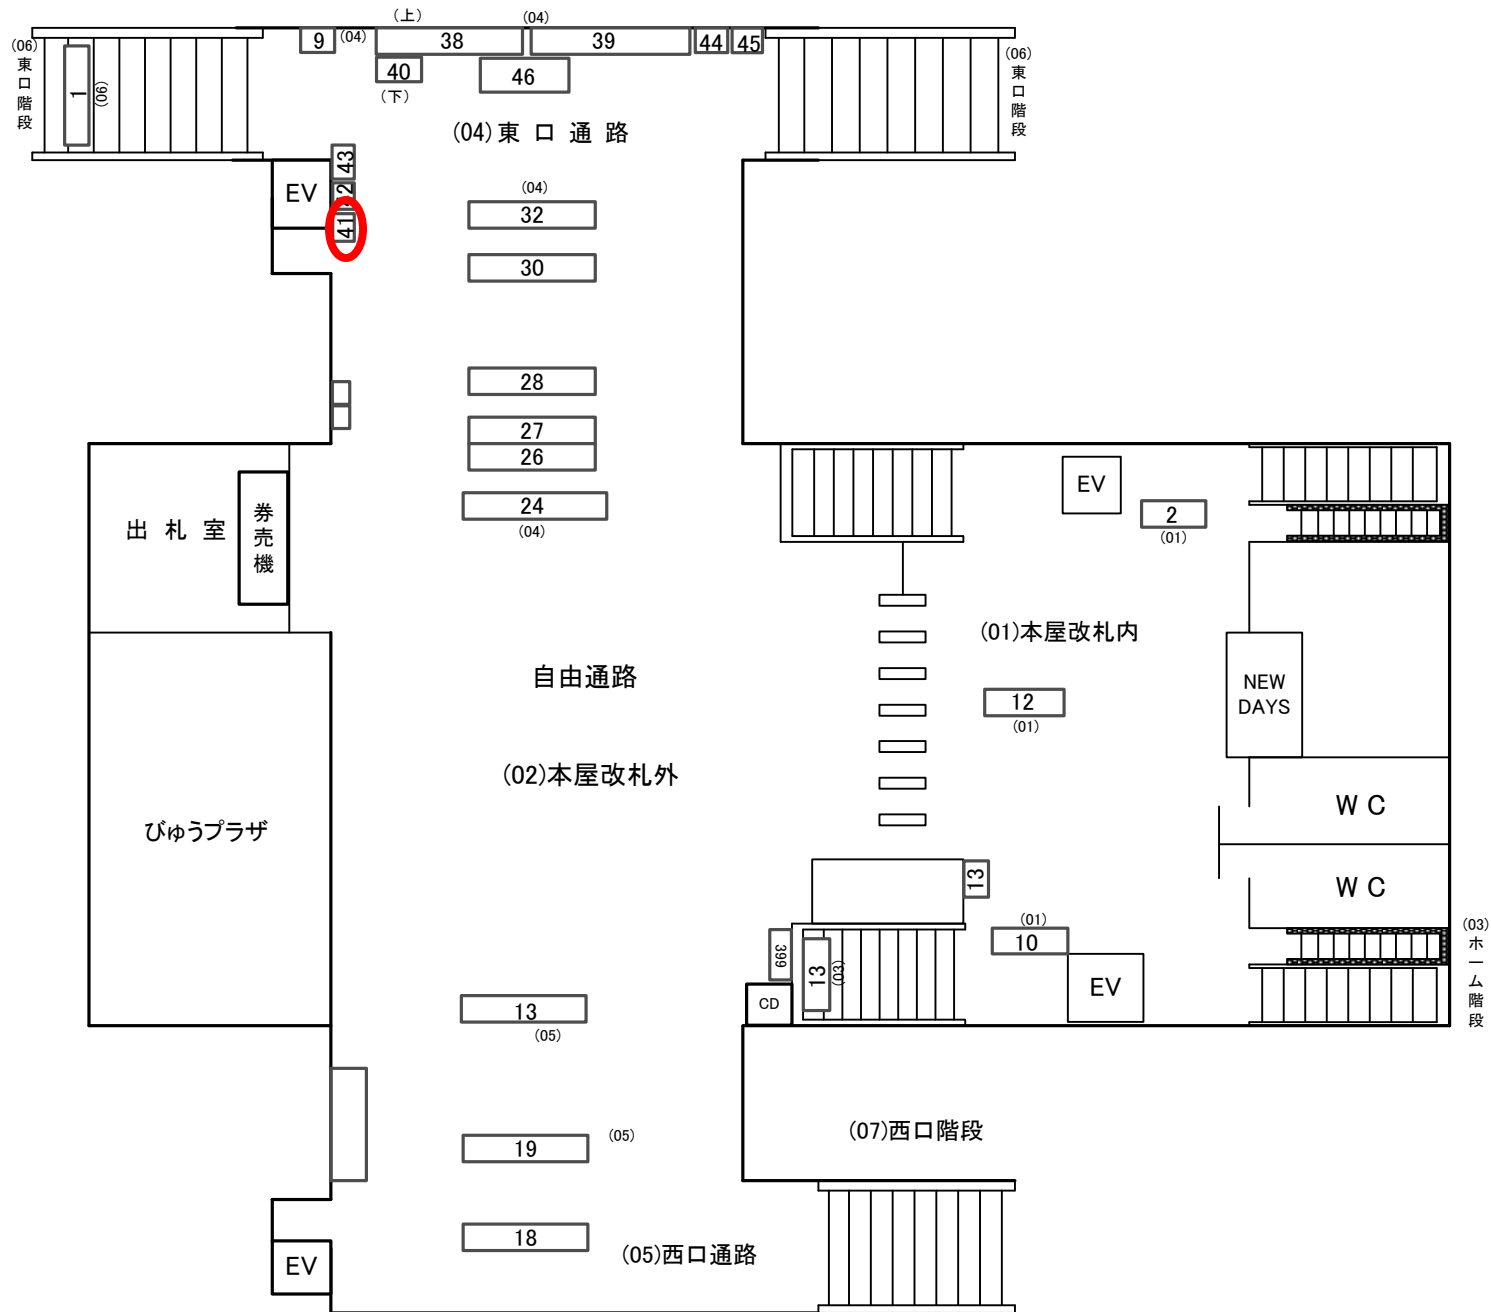 (上)
(04)
9
(04)
38
39
44
45
(06)
東口階段
1
(06)
40
(下)
46
(06)
東口階段
(04)東 口 通 路
43
EV
(04)
32
41
30
28
27
26
24
(04)
出 札 室
券売機
EV
2
(01)
(01)本屋改札内
自由通路
12
(01)
NEW
DAYS
(02)本屋改札外
びゅうプラザ
W C
W C
13
(01)
10
399
13
(03)
EV
CD
(03)
ホーム階段
13
(05)
19
(05)
(07)西口階段
18
(05)西口通路
EV